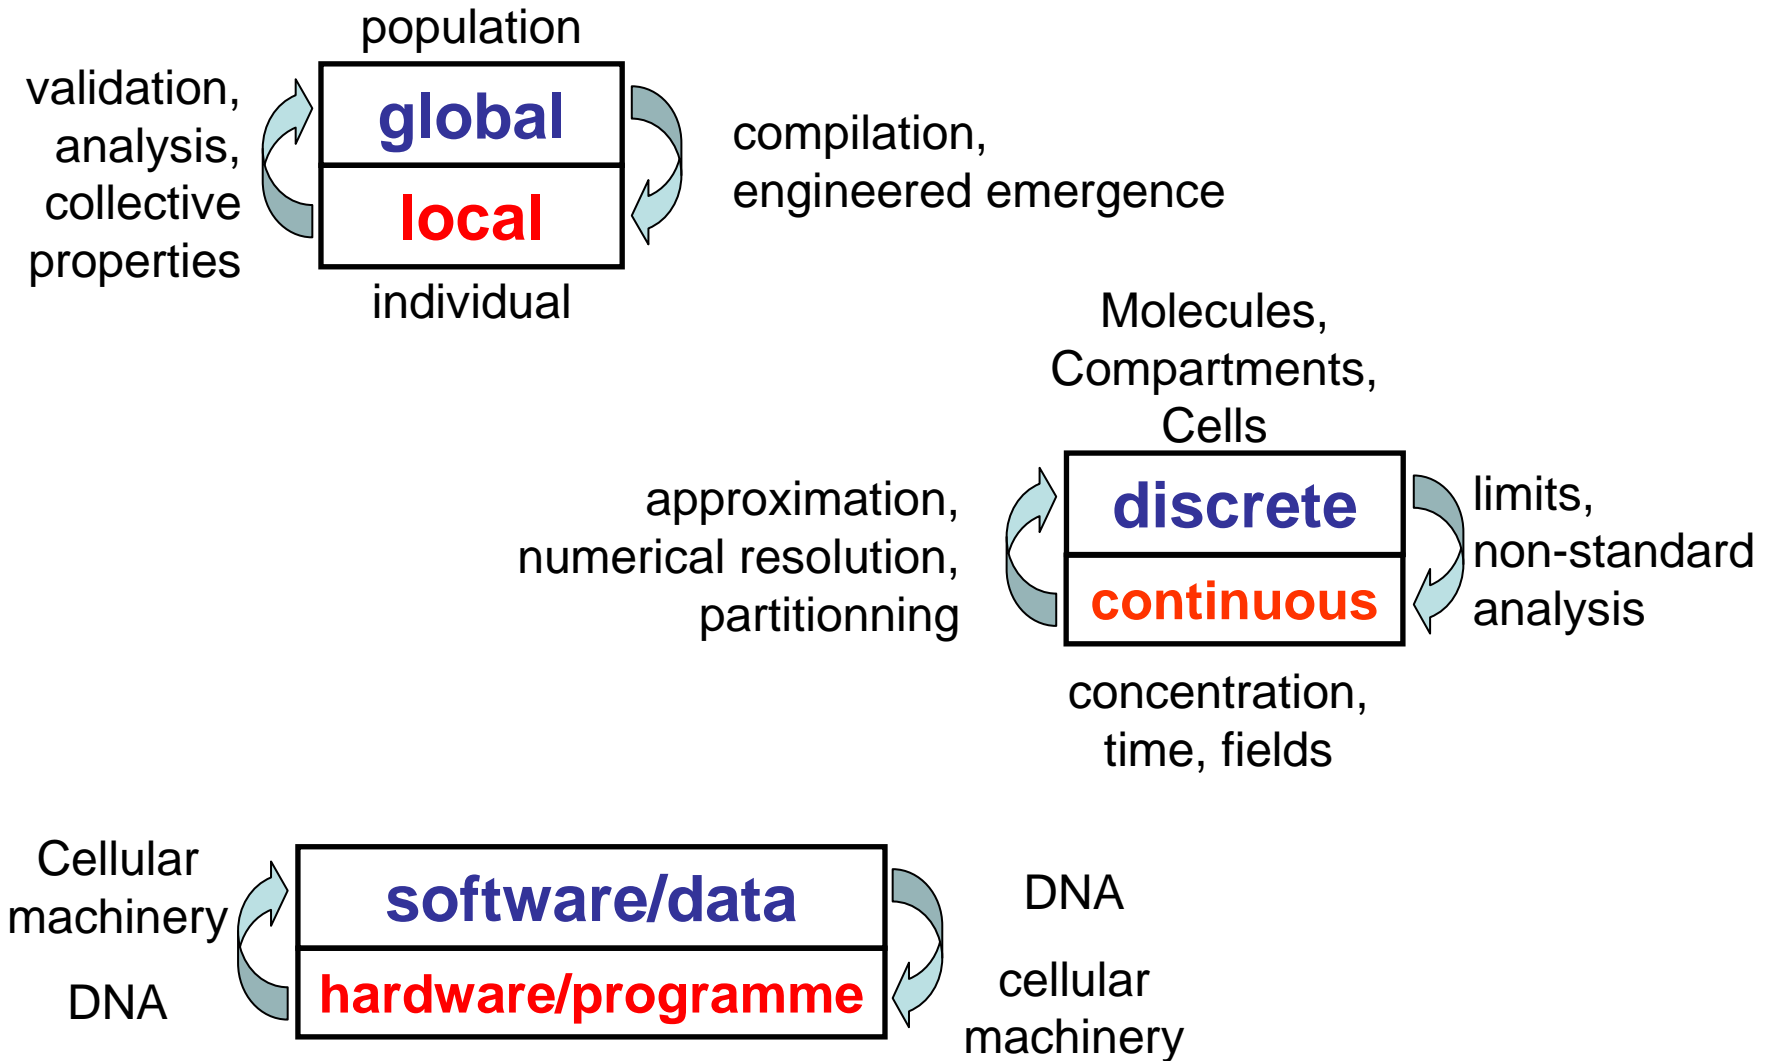 population
validation,
analysis,
collective
properties
global
local
compilation,
engineered emergence
individual
Molecules,
Compartments,
Cells
approximation,
numerical resolution,
partitionning
discrete
continuous
limits,
non-standard
analysis
concentration,
time, fields
Cellular
machinery
DNA
software/data
hardware/programme
DNA
cellular
machinery